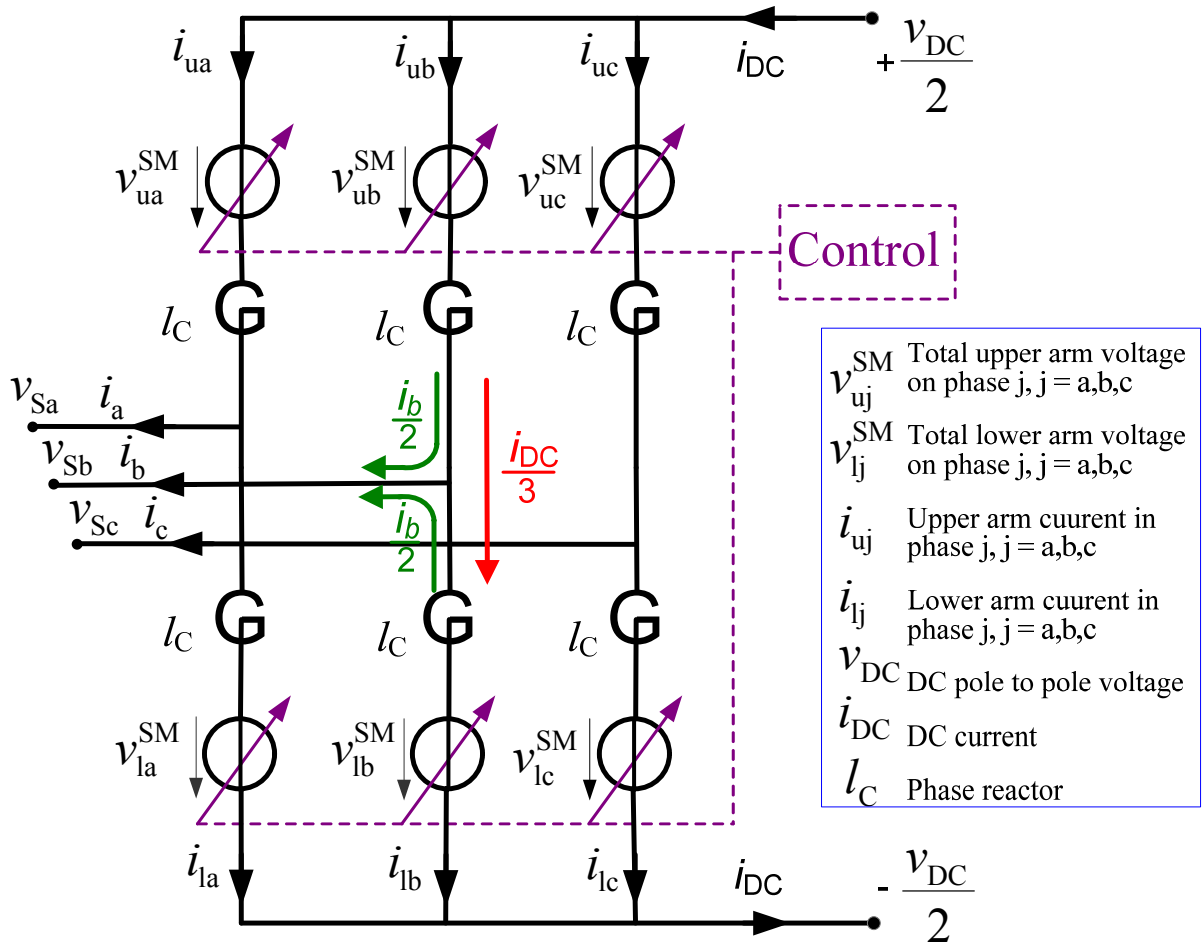 i_ua i_ub i_uc i_DC + v_DC/2
v_ua^SM v_ub^SM v_uc^SM
Control
l_C G l_C G l_C G
v_Sa i_a
v_Sb i_b
v_Sc i_c
i_b/2
i_b/2
i_DC/3
l_C G l_C G l_C G
v_la^SM v_lb^SM v_lc^SM
i_la i_lb i_lc i_DC - v_DC/2
v_uj^SM Total upper arm voltage
on phase j, j = a,b,c
v_lj^SM Total lower arm voltage
on phase j, j = a,b,c
i_uj Upper arm cuurent in
phase j, j = a,b,c
i_lj Lower arm cuurent in
phase j, j = a,b,c
v_DC DC pole to pole voltage
i_DC DC current
l_C Phase reactor